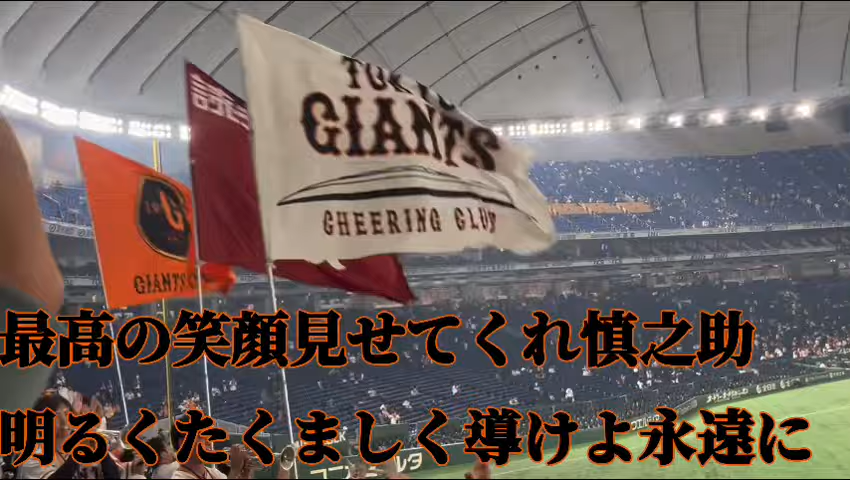 TOKYO
GIANTS
CHEERING CLUB
GIANTS
最高の笑顔見せてくれ慎之助
明るくたくましく導けよ永遠に